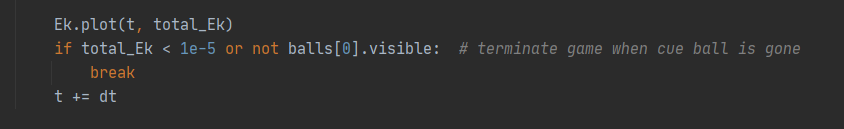 Ek.plot(t, total_Ek)
if total_Ek < 1e-5 or not balls[0].visible:  # terminate game when cue ball is gone
    break
t += dt